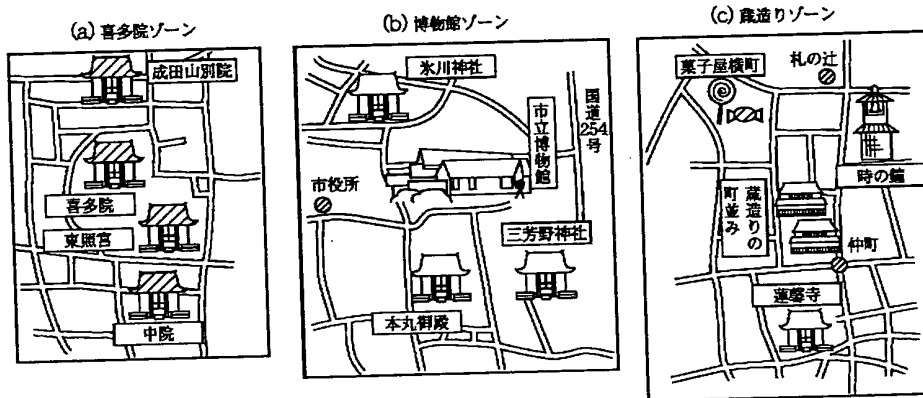 (a) 喜多院ゾーン
成田山別院
喜多院
東照宮
中院
(b) 博物館ゾーン
氷川神社
国道254号
市立博物館
市役所
三芳野神社
本丸御殿
(c) 蔵造りゾーン
菓子屋横町
札の辻
時の鐘
蔵造りの
町並み
仲町
蓮馨寺